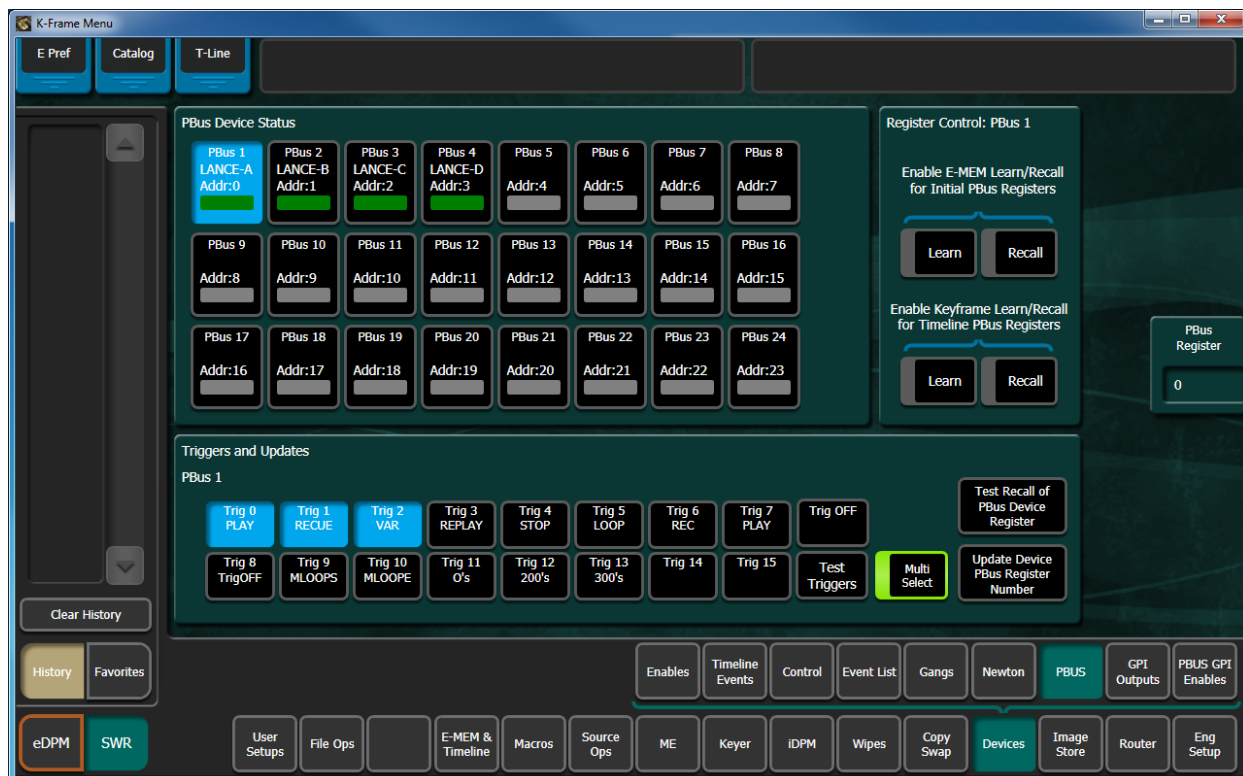 K-Frame Menu
E Pref
Catalog
T-Line
PBus Device Status
PBus 1
LANCE-A
Addr:0
PBus 2
LANCE-B
Addr:1
PBus 3
LANCE-C
Addr:2
PBus 4
LANCE-D
Addr:3
PBus 5
Addr:4
PBus 6
Addr:5
PBus 7
Addr:6
PBus 8
Addr:7
PBus 9
Addr:8
PBus 10
Addr:9
PBus 11
Addr:10
PBus 12
Addr:11
PBus 13
Addr:12
PBus 14
Addr:13
PBus 15
Addr:14
PBus 16
Addr:15
PBus 17
Addr:16
PBus 18
Addr:17
PBus 19
Addr:18
PBus 20
Addr:19
PBus 21
Addr:20
PBus 22
Addr:21
PBus 23
Addr:22
PBus 24
Addr:23
Register Control: PBus 1
Enable E-MEM Learn/Recall
for Initial PBus Registers
Learn
Recall
Enable Keyframe Learn/Recall
for Timeline PBus Registers
Learn
Recall
PBus
Register
0
Triggers and Updates
PBus 1
Trig 0
PLAY
Trig 1
RECUE
Trig 2
VAR
Trig 3
REPLAY
Trig 4
STOP
Trig 5
LOOP
Trig 6
REC
Trig 7
PLAY
Trig OFF
Trig 8
TrigOFF
Trig 9
MLOOPS
Trig 10
MLOOPE
Trig 11
O's
Trig 12
200's
Trig 13
300's
Trig 14
Trig 15
Test
Triggers
Multi
Select
Test Recall of
PBus Device
Register
Update Device
PBus Register
Number
Clear History
History
Favorites
Enables
Timeline
Events
Control
Event List
Gangs
Newton
PBUS
GPI
Outputs
PBUS GPI
Enables
eDPM
SWR
User
Setups
File Ops
E-MEM &
Timeline
Macros
Source
Ops
ME
Keyer
iDPM
Wipes
Copy
Swap
Devices
Image
Store
Router
Eng
Setup